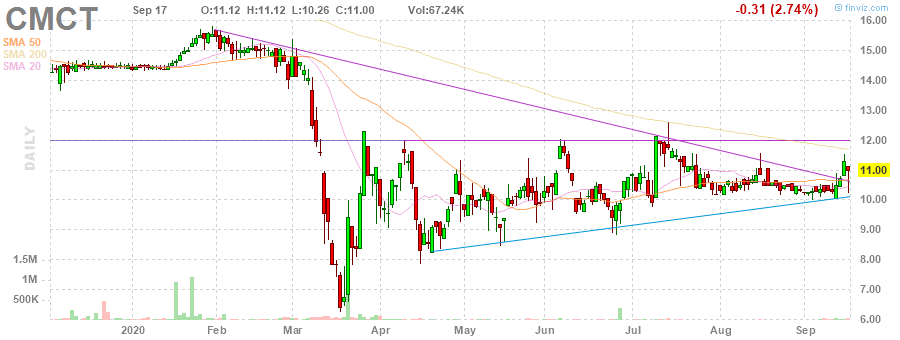 CMCT Sep 17 O:11.12 H:11.12 L:10.26 C:11.00 Vol:67.24K -0.31 (2.74%) © finviz.com
SMA 50
SMA 200
SMA 20
DAILY
16.00
15.00
14.00
13.00
12.00
11.00
10.00
9.00
8.00
7.00
6.00
1.5M
1M
500K
2020 Feb Mar Apr May Jun Jul Aug Sep